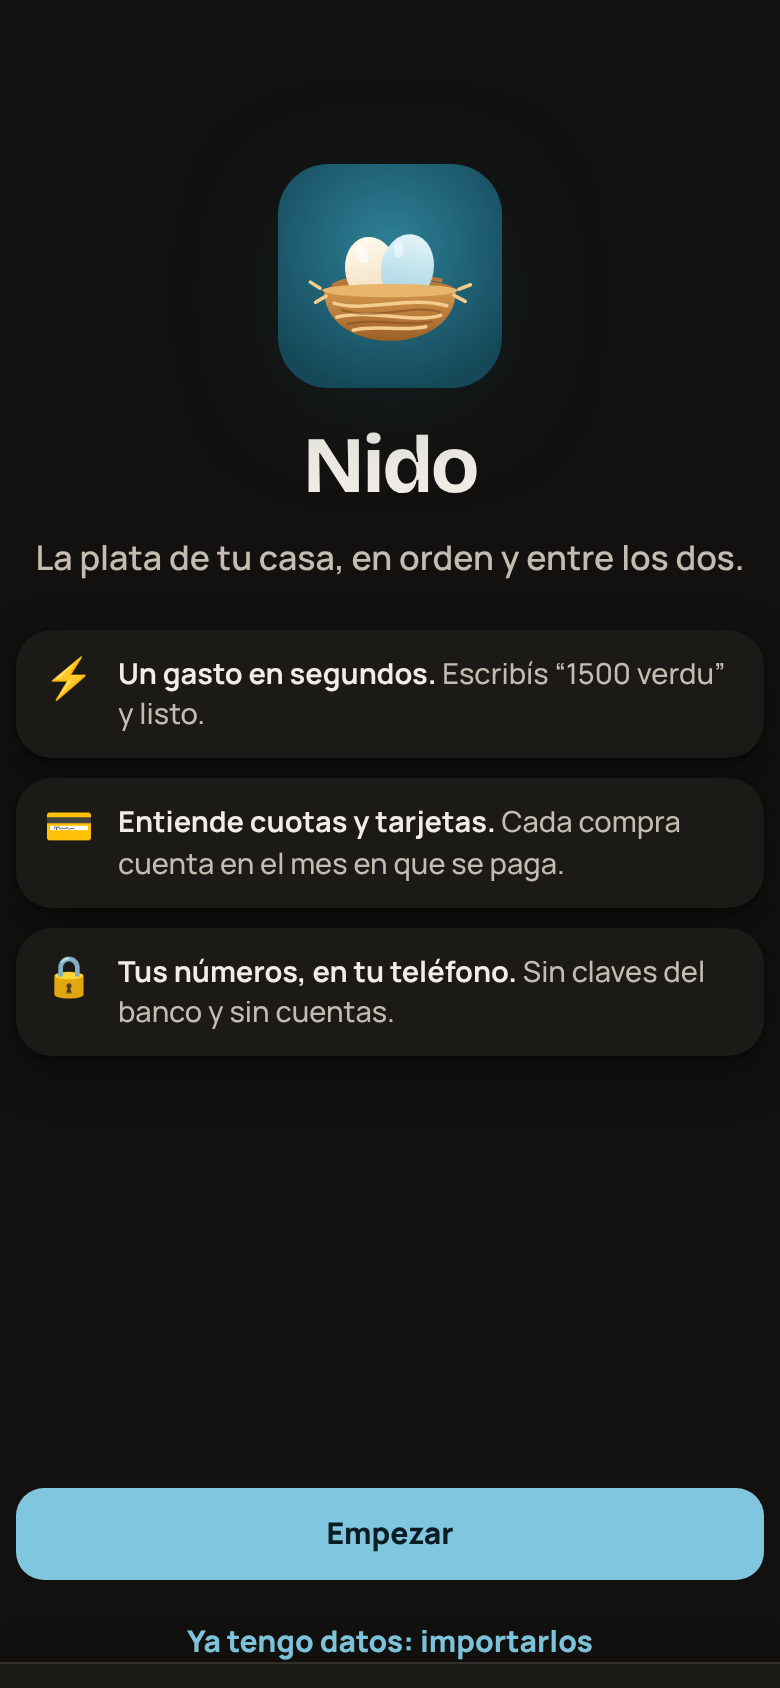 Nido
La plata de tu casa, en orden y entre los dos.
Un gasto en segundos. Escribís “1500 verdu”
y listo.
Entiende cuotas y tarjetas. Cada compra
cuenta en el mes en que se paga.
Tus números, en tu teléfono. Sin claves del
banco y sin cuentas.
Empezar
Ya tengo datos: importarlos